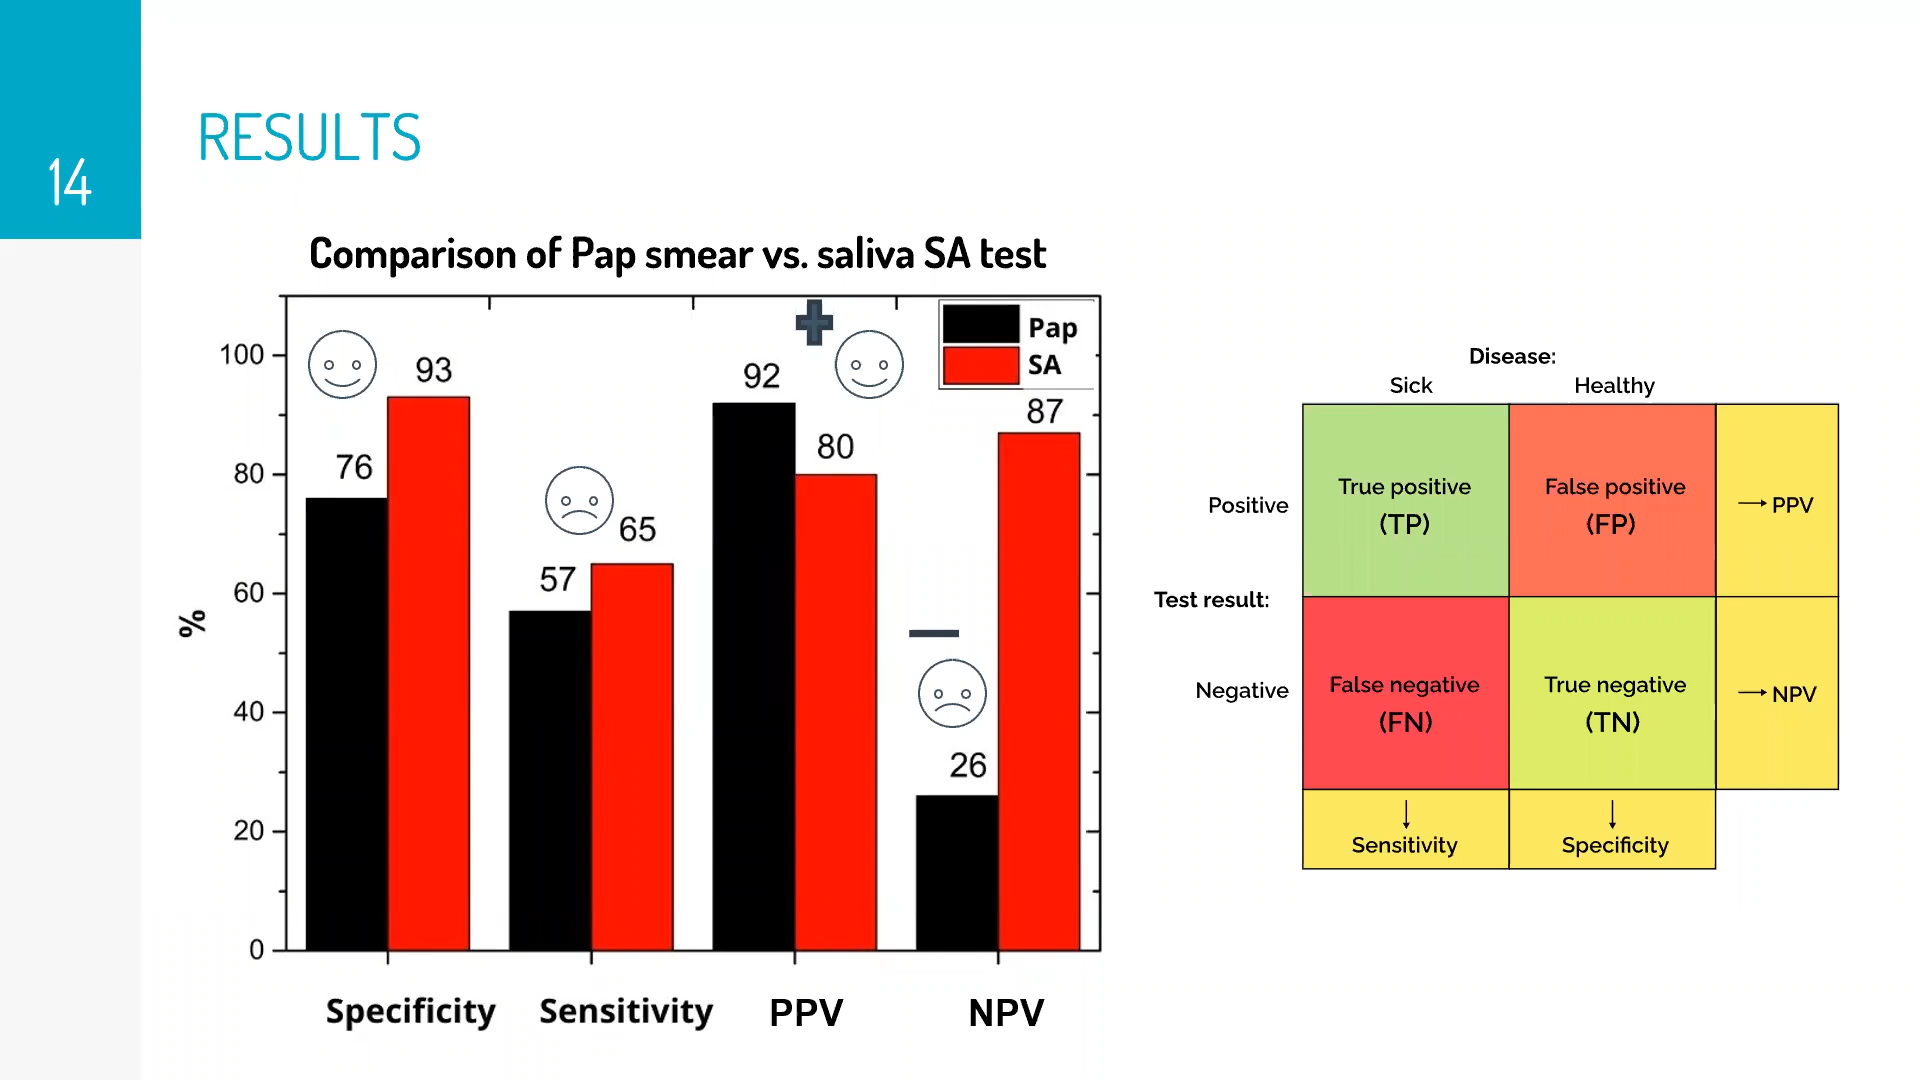 14
RESULTS
Comparison of Pap smear vs. saliva SA test
Pap
SA
%
100
80
60
40
20
0
76
93
57
65
92
80
26
87
Specificity
Sensitivity
PPV
NPV
Disease:
Sick
Healthy
Test result:
Positive
True positive
(TP)
False positive
(FP)
→ PPV
Negative
False negative
(FN)
True negative
(TN)
→ NPV
↓
Sensitivity
↓
Specificity